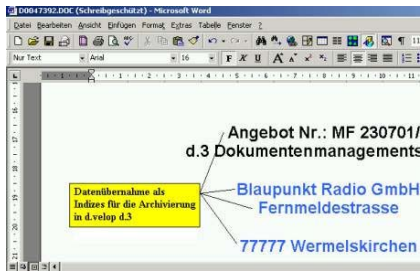 D0047392.DOC (Schreibgeschützt) - Microsoft Word
Datei Bearbeiten Ansicht Einfügen Format Extras Tabelle Fenster ?
Nur Text Arial 16 F K U
Angebot Nr.: MF 230701/
d.3 Dokumentenmanagements
Datenübernahme als
Indizes für die Archivierung
in d.velop d.3
Blaupunkt Radio GmbH
Fernmeldestrasse
77777 Wermelskirchen